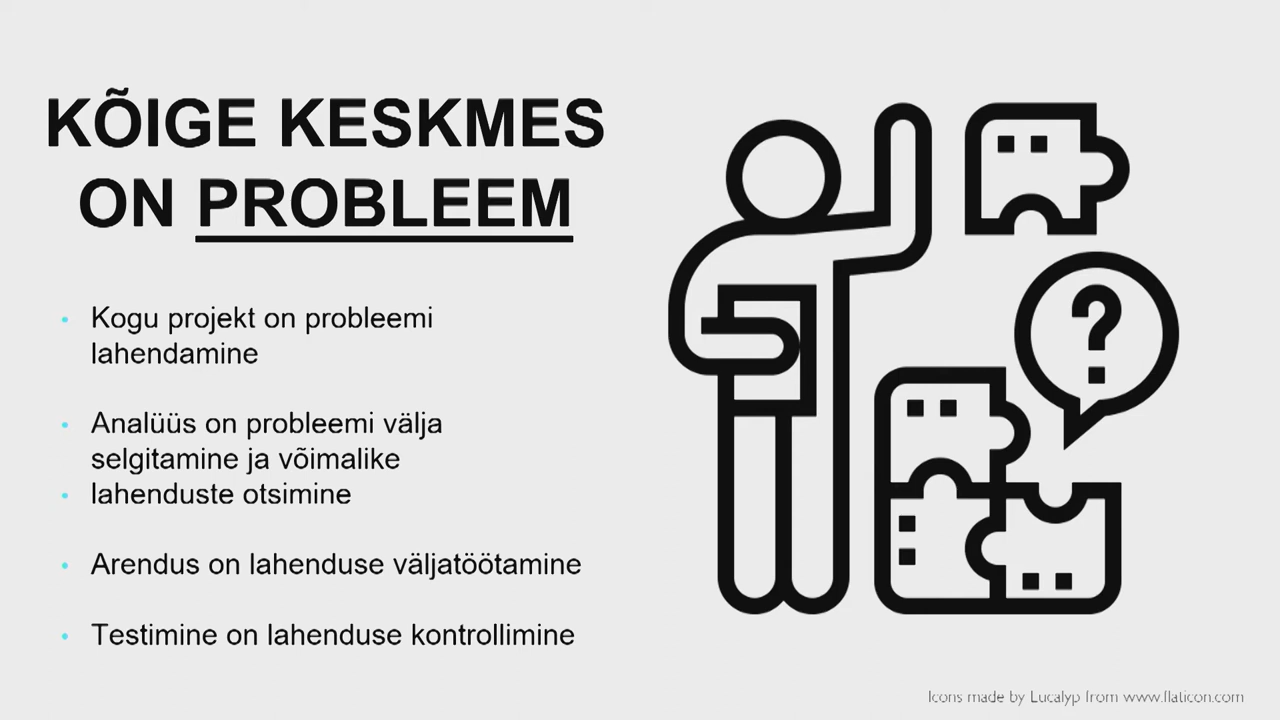 KÕIGE KESKMES
ON PROBLEEM
• Kogu projekt on probleemi
lahendamine
• Analüüs on probleemi välja
selgitamine ja võimalike
• lahenduste otsimine
• Arendus on lahenduse väljatöötamine
• Testimine on lahenduse kontrollimine
?
Icons made by Lucalyp from www.flaticon.com